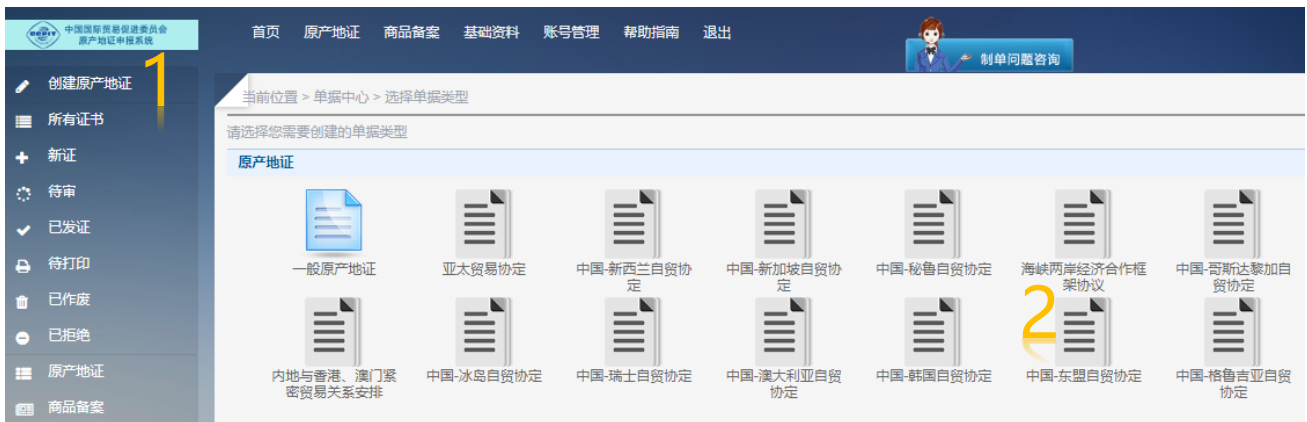 CCPIT 中国国际贸易促进委员会
原产地证申报系统
首页 原产地证 商品备案 基础资料 账号管理 帮助指南 退出
制单问题咨询
1
创建原产地证
所有证书
新证
待审
已发证
待打印
已作废
已拒绝
原产地证
商品备案
当前位置 > 单据中心 > 选择单据类型
请选择您需要创建的单据类型
原产地证
一般原产地证 亚太贸易协定 中国-新西兰自贸协 中国-新加坡自贸协 中国-秘鲁自贸协定 海峡两岸经济合作框 中国-哥斯达黎加自
定 定 架协议 贸协定
2
内地与香港、澳门紧 中国-冰岛自贸协定 中国-瑞士自贸协定 中国-澳大利亚自贸 中国-韩国自贸协定 中国-东盟自贸协定 中国-格鲁吉亚自贸
密贸易关系安排 协定 协定